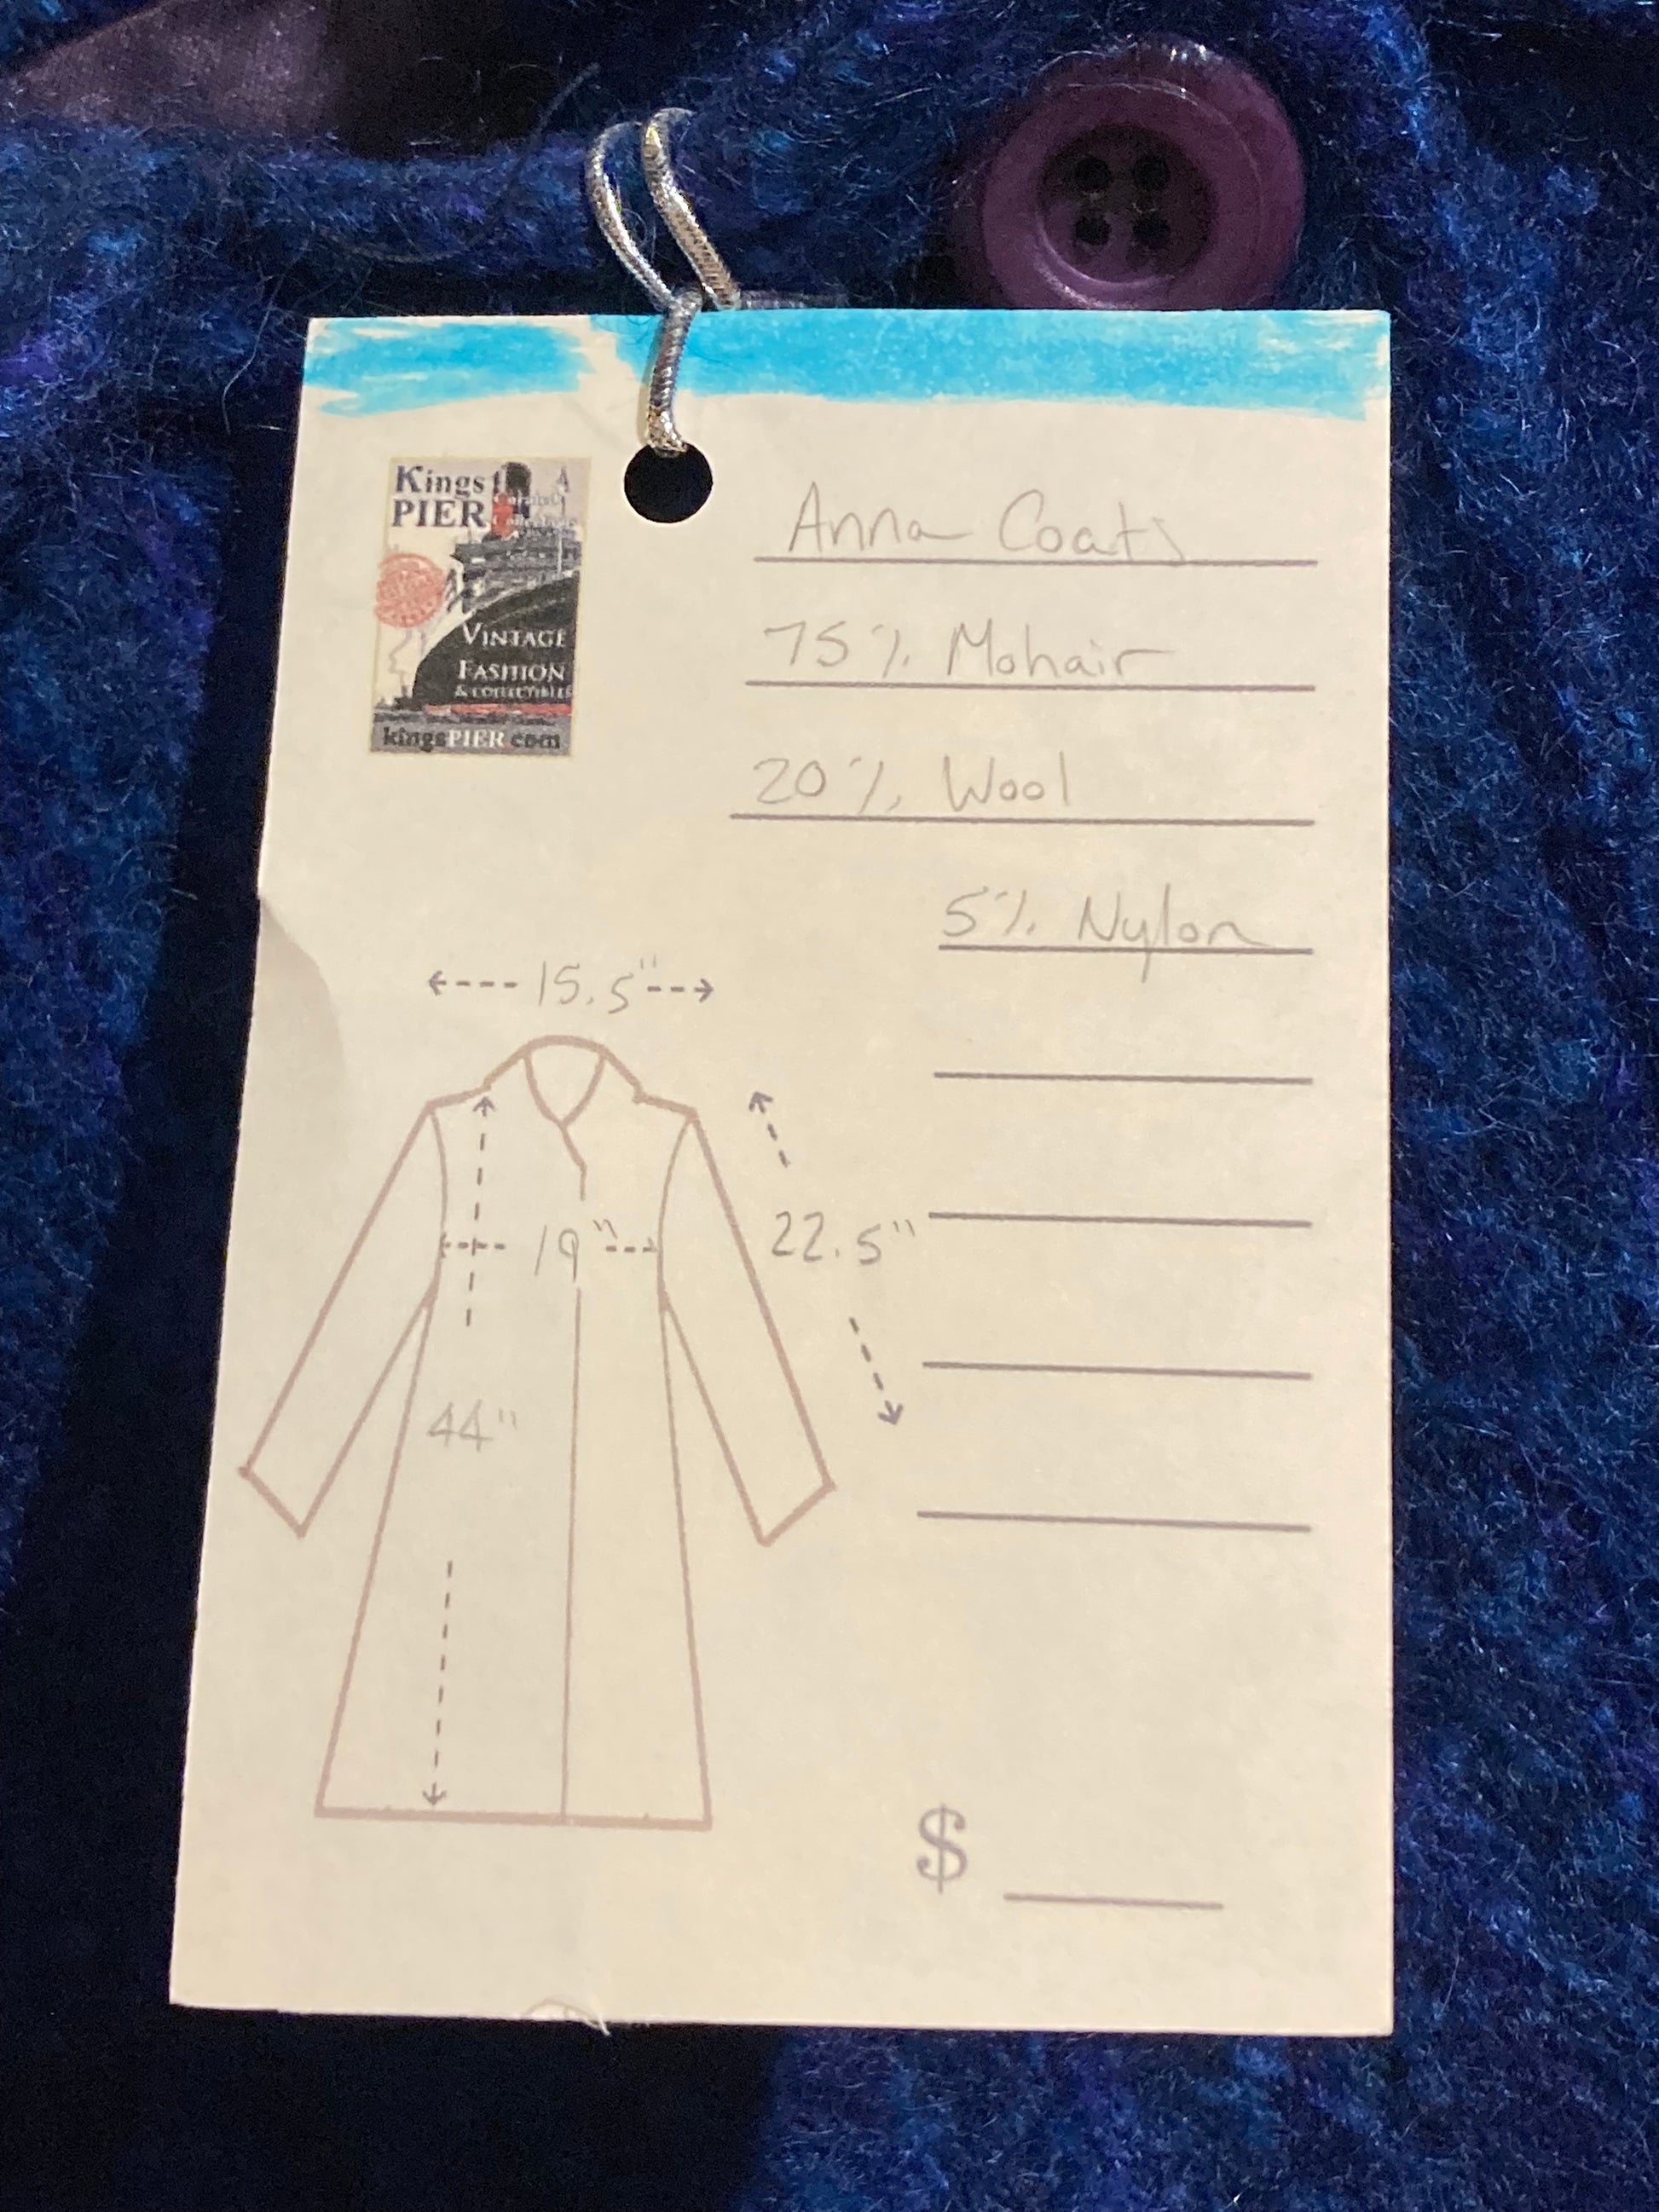 Kings
PIER
VINTAGE
FASHION
& COLLECTIBLES
kingsPIER.com
Anna Coats
75% Mohair
20% Wool
5% Nylon
15.5"
19"
22.5"
44"
$